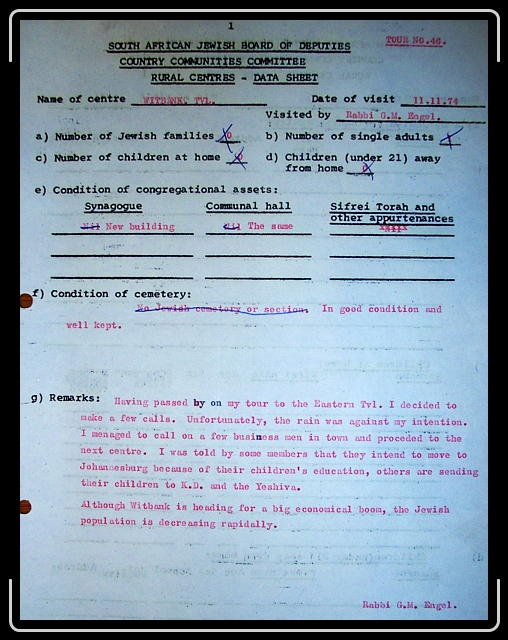 1
TOUR NO.46.
SOUTH AFRICAN JEWISH BOARD OF DEPUTIES
COUNTRY COMMUNITIES COMMITTEE
RURAL CENTRES - DATA SHEET
Name of centre WITBANK, TVL. Date of visit 11.11.74
Visited by Rabbi G.M. Engel.
a) Number of Jewish families b) Number of single adults
c) Number of children at home d) Children (under 21) away
from home
e) Condition of congregational assets:
Synagogue Communal hall Sifrei Torah and
other appurtenances
Nil New building Nil The same
f) Condition of cemetery:
No Jewish cemetery or section. In good condition and
well kept.
g) Remarks: Having passed by on my tour to the Eastern Tvl. I decided to
make a few calls. Unfortunately, the rain was against my intention.
I managed to call on a few business men in town and proceded to the
next centre. I was told by some members that they intend to move to
Johannesburg because of their children's education, others are sending
their children to K.D. and the Yeshiva.
Although Witbank is heading for a big economical boom, the Jewish
population is decreasing rapidally.
Rabbi G.M. Engel.